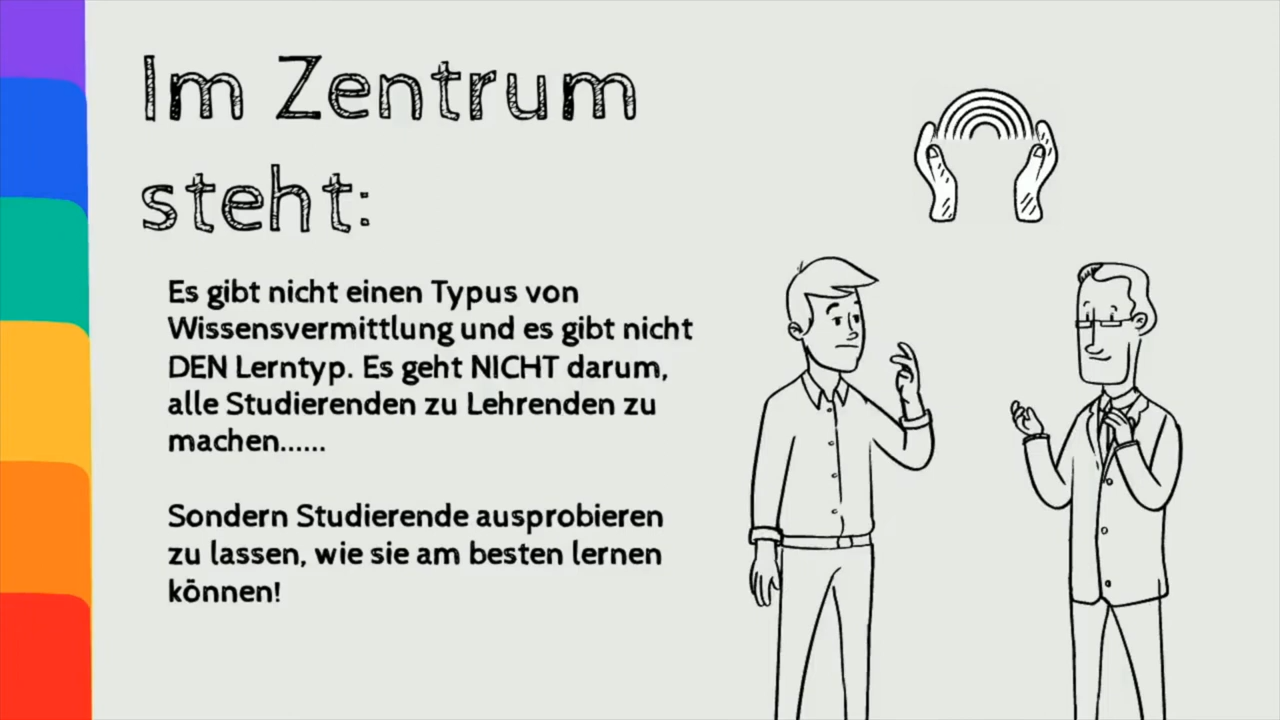 Im Zentrum
steht:
Es gibt nicht einen Typus von
Wissensvermittlung und es gibt nicht
DEN Lerntyp. Es geht NICHT darum,
alle Studierenden zu Lehrenden zu
machen......
Sondern Studierende ausprobieren
zu lassen, wie sie am besten lernen
können!